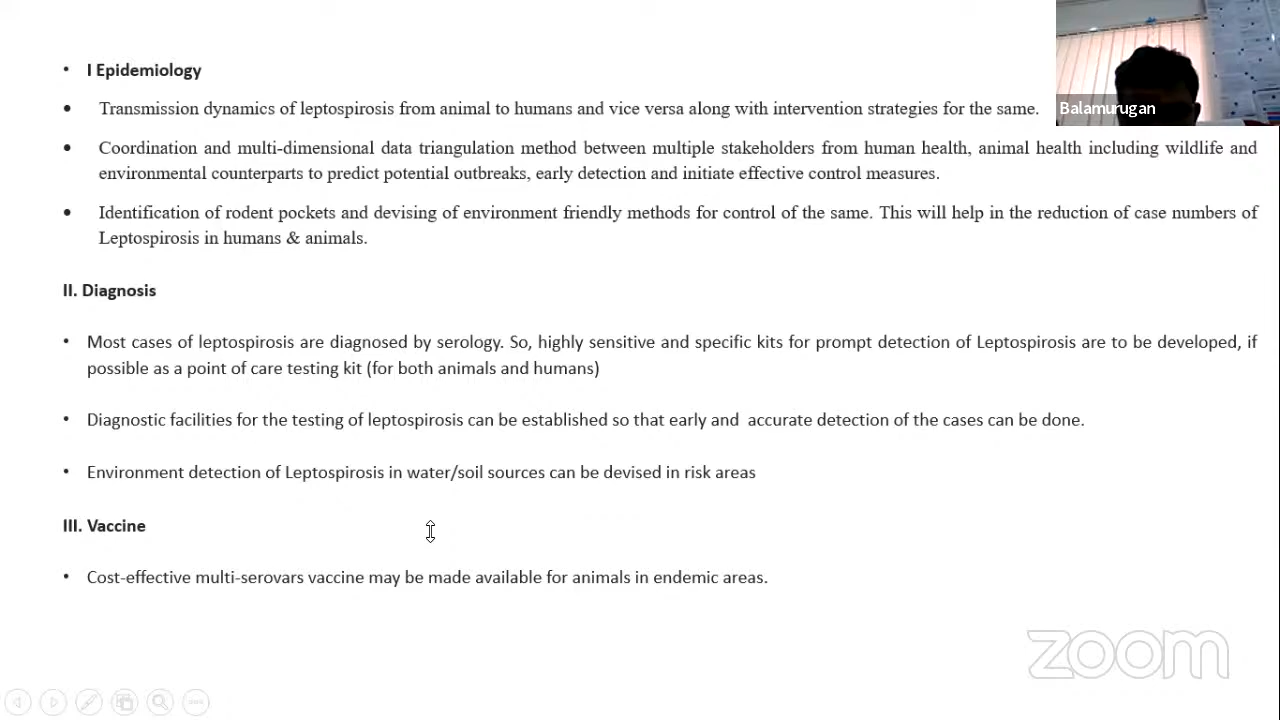 • I Epidemiology
• Transmission dynamics of leptospirosis from animal to humans and vice versa along with intervention strategies for the same.
• Coordination and multi-dimensional data triangulation method between multiple stakeholders from human health, animal health including wildlife and
environmental counterparts to predict potential outbreaks, early detection and initiate effective control measures.
• Identification of rodent pockets and devising of environment friendly methods for control of the same. This will help in the reduction of case numbers of
Leptospirosis in humans & animals.
II. Diagnosis
• Most cases of leptospirosis are diagnosed by serology. So, highly sensitive and specific kits for prompt detection of Leptospirosis are to be developed, if
possible as a point of care testing kit (for both animals and humans)
• Diagnostic facilities for the testing of leptospirosis can be established so that early and  accurate detection of the cases can be done.
• Environment detection of Leptospirosis in water/soil sources can be devised in risk areas
III. Vaccine
• Cost-effective multi-serovars vaccine may be made available for animals in endemic areas.
Balamurugan
zoom